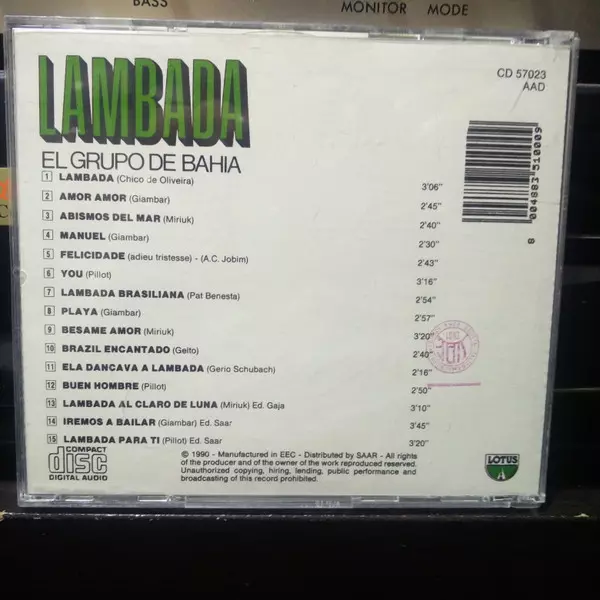 BASS
MONITOR MODE
LAMBADA
CD 57023
AAD
EL GRUPO DE BAHIA
1 LAMBADA (Chico de Oliveira) 3'06"
2 AMOR AMOR (Giambar) 2'45"
3 ABISMOS DEL MAR (Miriuk) 2'40"
4 MANUEL (Giambar) 2'30"
5 FELICIDADE (adieu tristesse) - (A.C. Jobim) 2'43"
6 YOU (Pillot) 3'16"
7 LAMBADA BRASILIANA (Pat Benesta) 2'54"
8 PLAYA (Giambar) 2'57"
9 BESAME AMOR (Miriuk) 3'20"
10 BRAZIL ENCANTADO (Geito) 2'40"
11 ELA DANCAVA A LAMBADA (Gerio Schubach) 2'16"
12 BUEN HOMBRE (Pillot) 2'50"
13 LAMBADA AL CLARO DE LUNA (Miriuk) Ed. Gaja 3'10"
14 IREMOS A BAILAR (Giambar) Ed. Saar 3'45"
15 LAMBADA PARA TI (Pillot) Ed. Saar 3'20"
8 004883 510009
COMPACT
disc
DIGITAL AUDIO
© 1990 - Manufactured in EEC - Distributed by SAAR - All rights
of the producer and of the owner of the work reproduced reserved.
Unauthorized copying, hiring, lending, public performance and
broadcasting of this record prohibited.
LOTUS